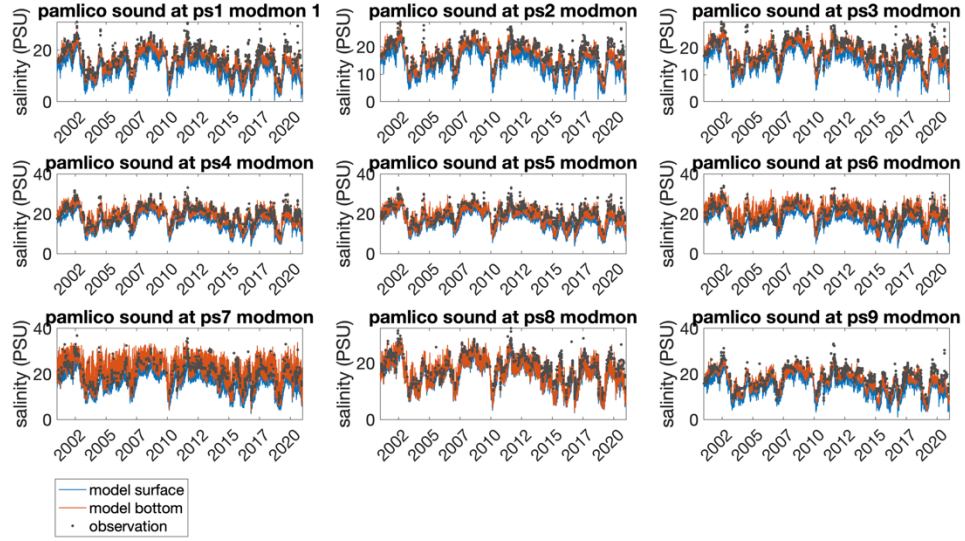 pamlico sound at ps1 modmon 1
pamlico sound at ps2 modmon
pamlico sound at ps3 modmon
salinity (PSU)
20
0
2002 2005 2007 2010 2012 2015 2017 2020
salinity (PSU)
20
10
0
2002 2005 2007 2010 2012 2015 2017 2020
salinity (PSU)
20
10
0
2002 2005 2007 2010 2012 2015 2017 2020
pamlico sound at ps4 modmon
pamlico sound at ps5 modmon
pamlico sound at ps6 modmon
salinity (PSU)
40
20
0
2002 2005 2007 2010 2012 2015 2017 2020
salinity (PSU)
40
20
0
2002 2005 2007 2010 2012 2015 2017 2020
salinity (PSU)
40
20
0
2002 2005 2007 2010 2012 2015 2017 2020
pamlico sound at ps7 modmon
pamlico sound at ps8 modmon
pamlico sound at ps9 modmon
salinity (PSU)
40
20
0
2002 2005 2007 2010 2012 2015 2017 2020
salinity (PSU)
20
0
2002 2005 2007 2010 2012 2015 2017 2020
salinity (PSU)
40
20
0
2002 2005 2007 2010 2012 2015 2017 2020
model surface
model bottom
observation